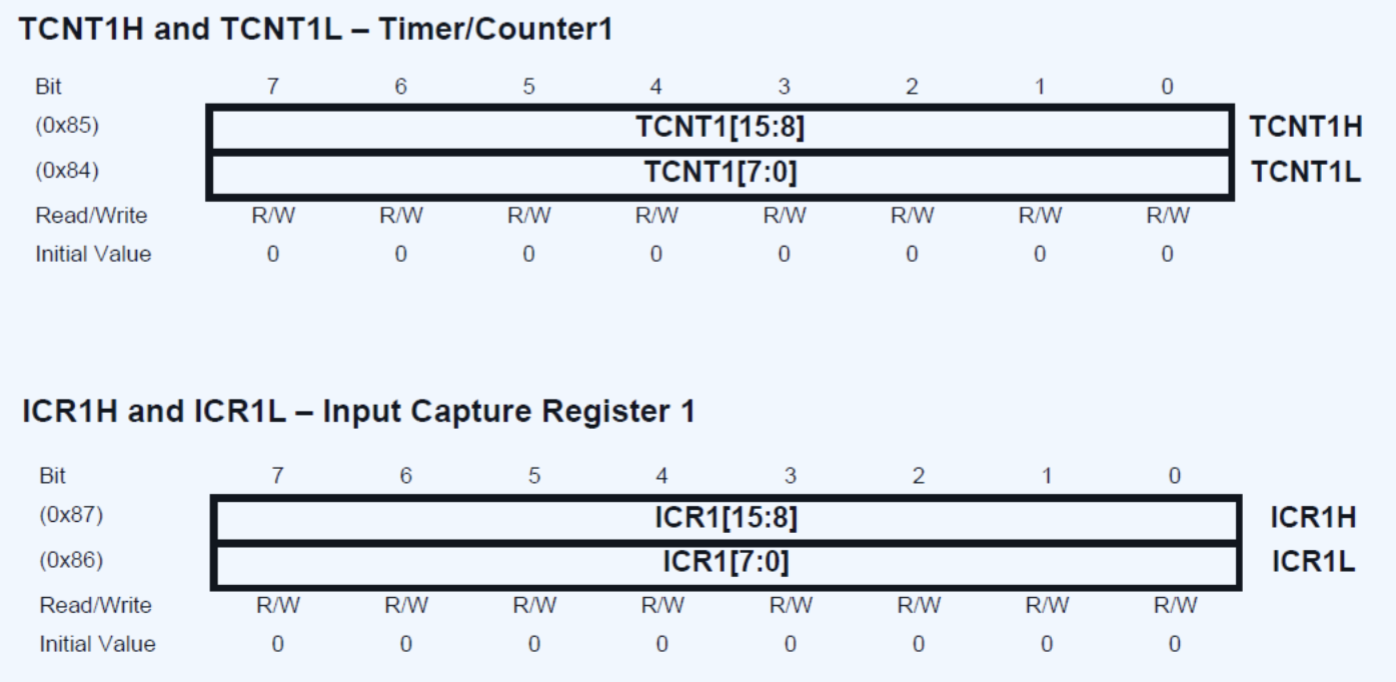 TCNT1H and TCNT1L – Timer/Counter1
Bit 7 6 5 4 3 2 1 0
(0x85) TCNT1[15:8] TCNT1H
(0x84) TCNT1[7:0] TCNT1L
Read/Write R/W R/W R/W R/W R/W R/W R/W R/W
Initial Value 0 0 0 0 0 0 0 0
ICR1H and ICR1L – Input Capture Register 1
Bit 7 6 5 4 3 2 1 0
(0x87) ICR1[15:8] ICR1H
(0x86) ICR1[7:0] ICR1L
Read/Write R/W R/W R/W R/W R/W R/W R/W R/W
Initial Value 0 0 0 0 0 0 0 0